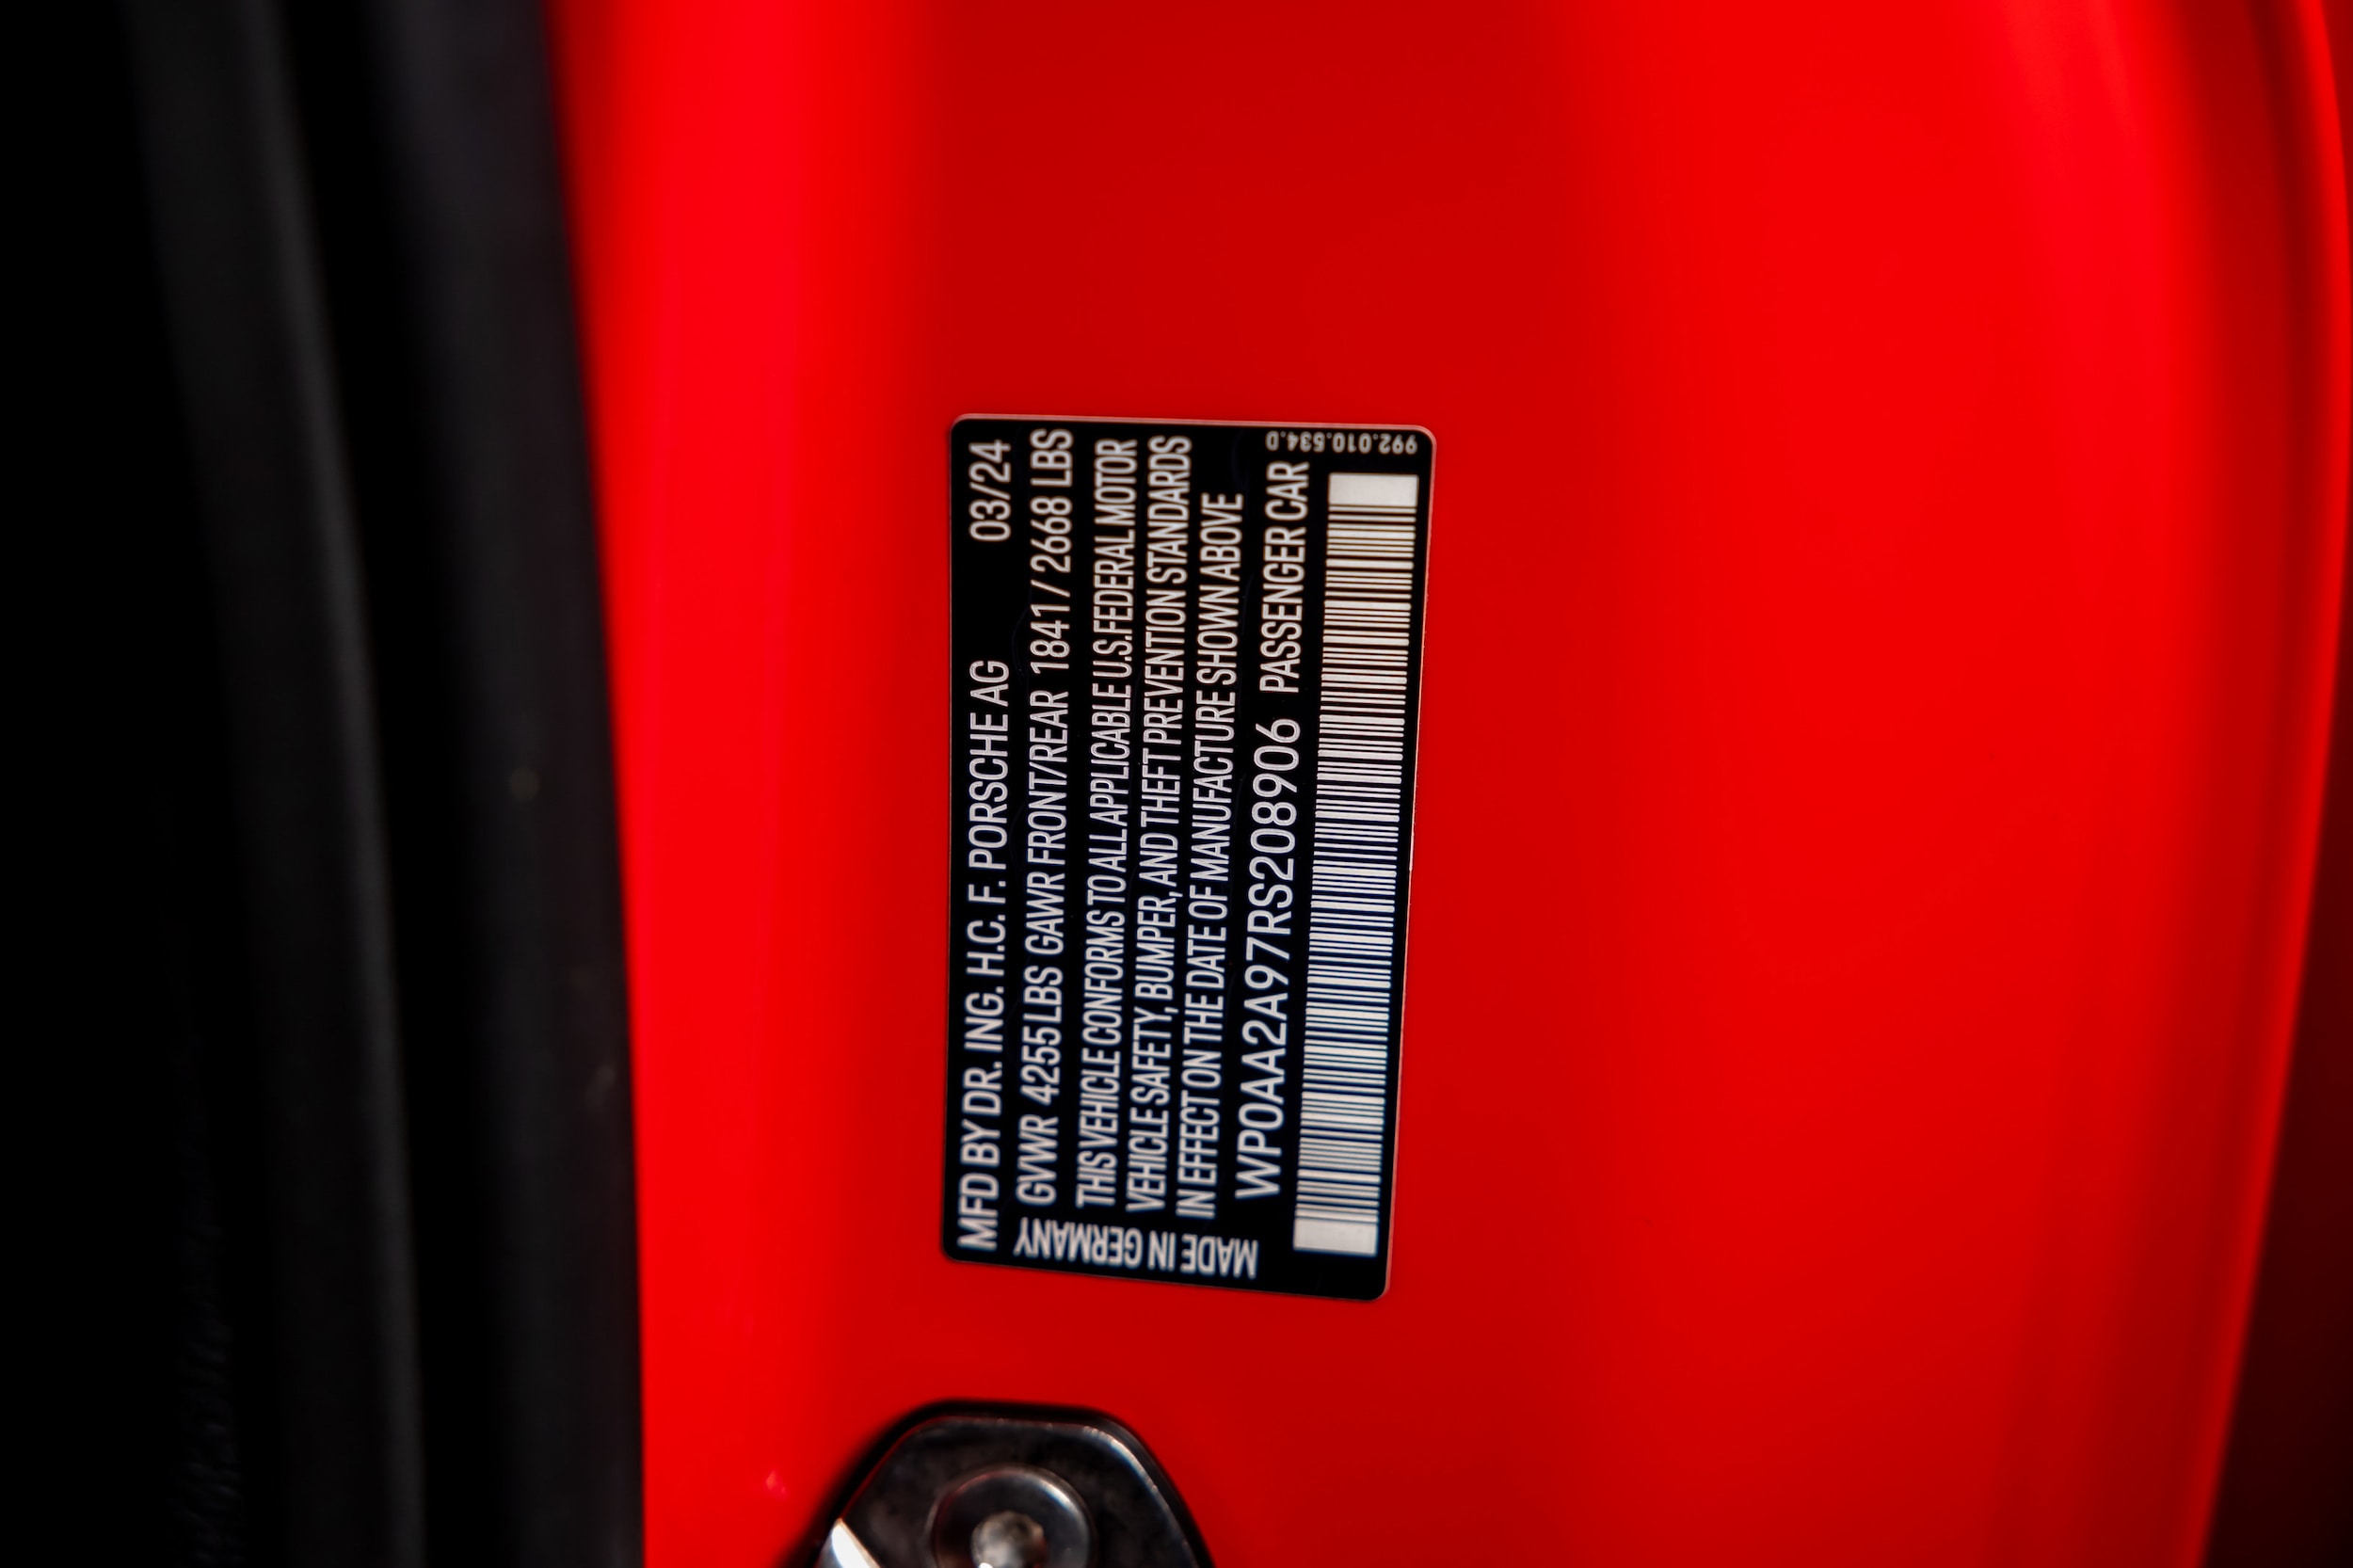 MFD BY DR. ING. H.C. F. PORSCHE AG 03/24
GVWR 4255 LBS GAWR FRONT/REAR 1841 / 2668 LBS
THIS VEHICLE CONFORMS TO ALL APPLICABLE U.S. FEDERAL MOTOR
VEHICLE SAFETY, BUMPER, AND THEFT PREVENTION STANDARDS
IN EFFECT ON THE DATE OF MANUFACTURE SHOWN ABOVE
WP0AA2A97RS208906 PASSENGER CAR
MADE IN GERMANY
992.010.534.D